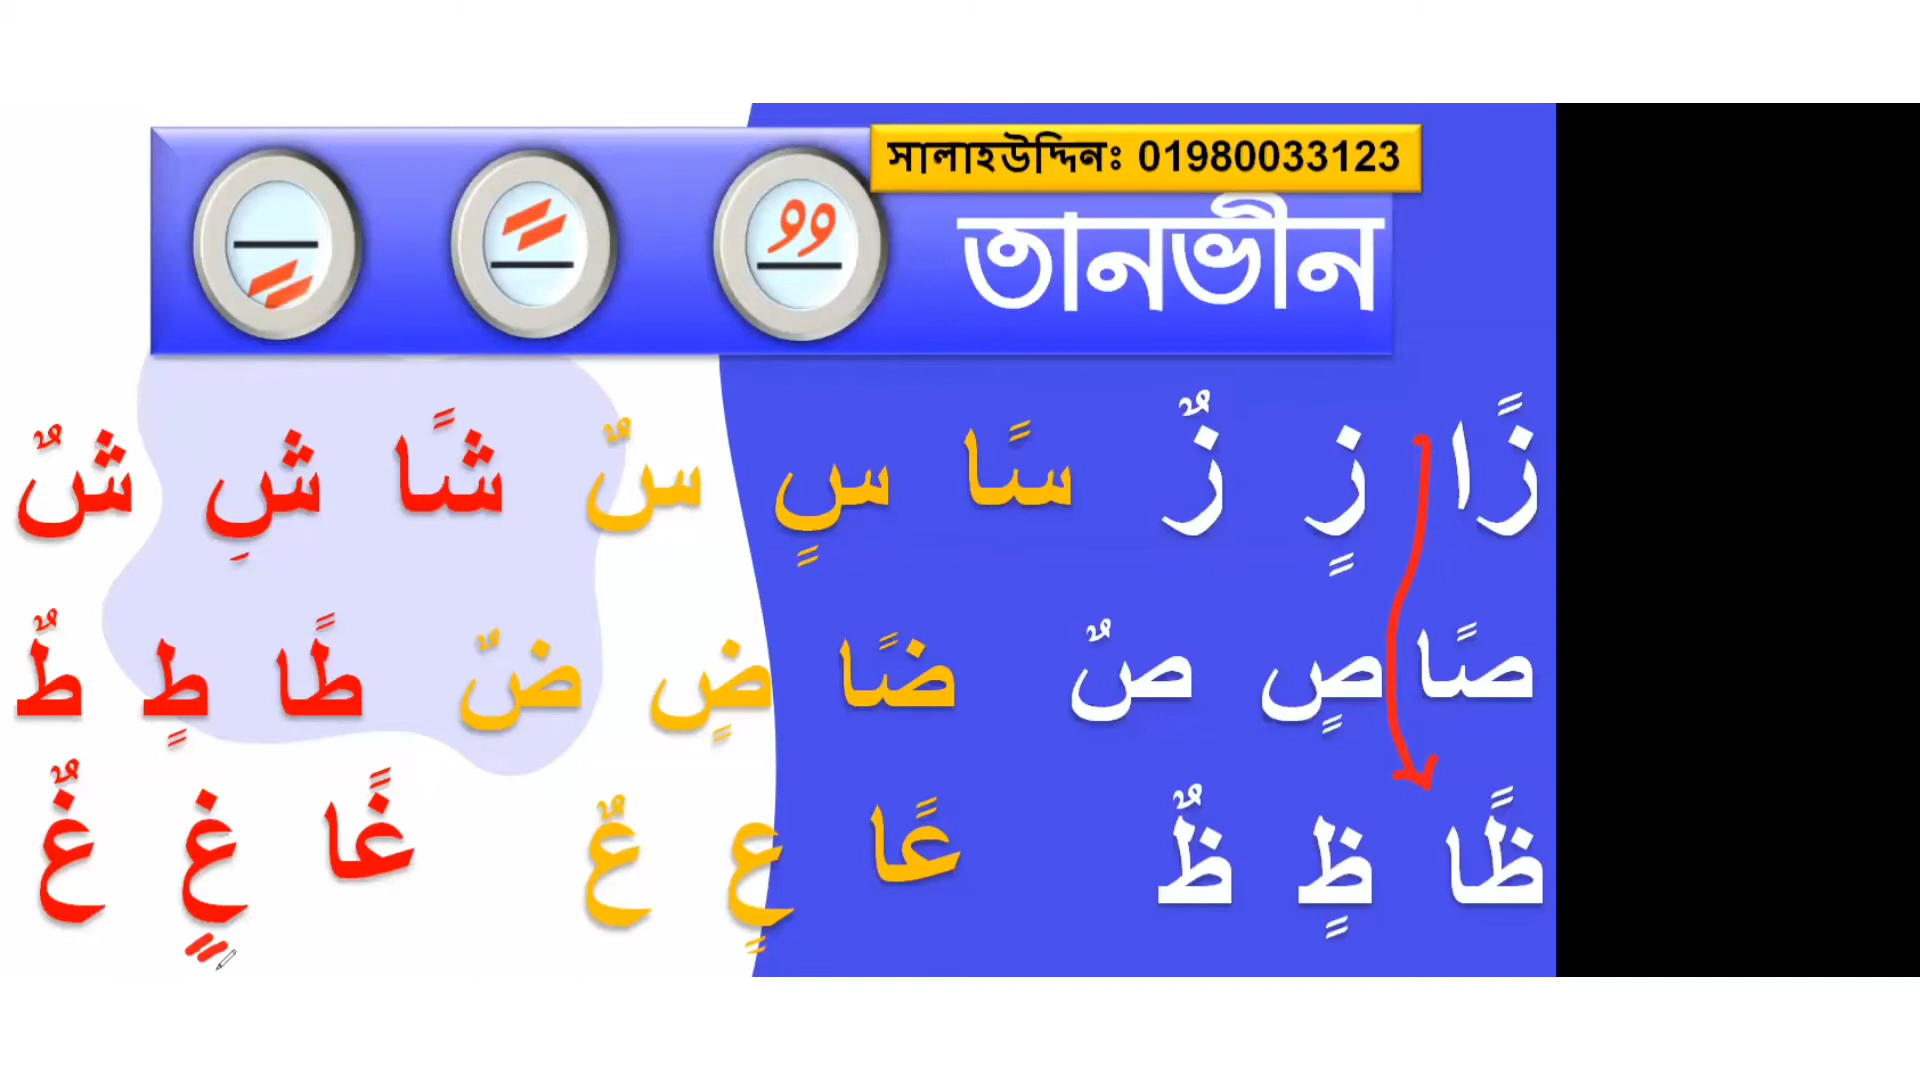 সালাহউদ্দিনঃ 01980033123
তানভীন
زًا زٍ زٌ سًا سٍ سٌ شًا شِ شٌ
صًا صٍ صٌ ضًا ضٍ ضٌ طًا طٍ طٌ
ظًا ظٍ ظٌ عًا عٍ عٌ غًا غٍ غٌ